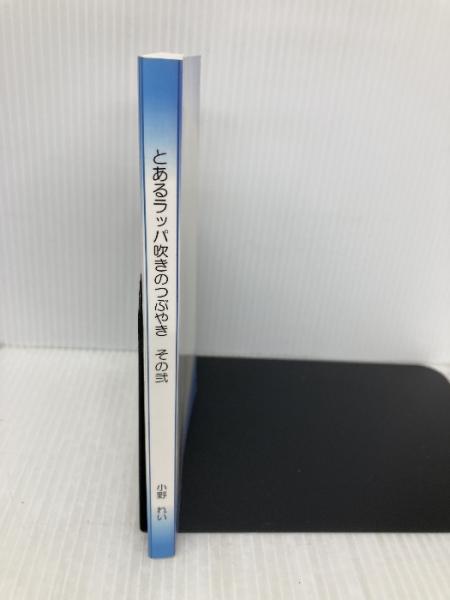 とあるラッパ吹きのつぶやき その弐
小野 れい